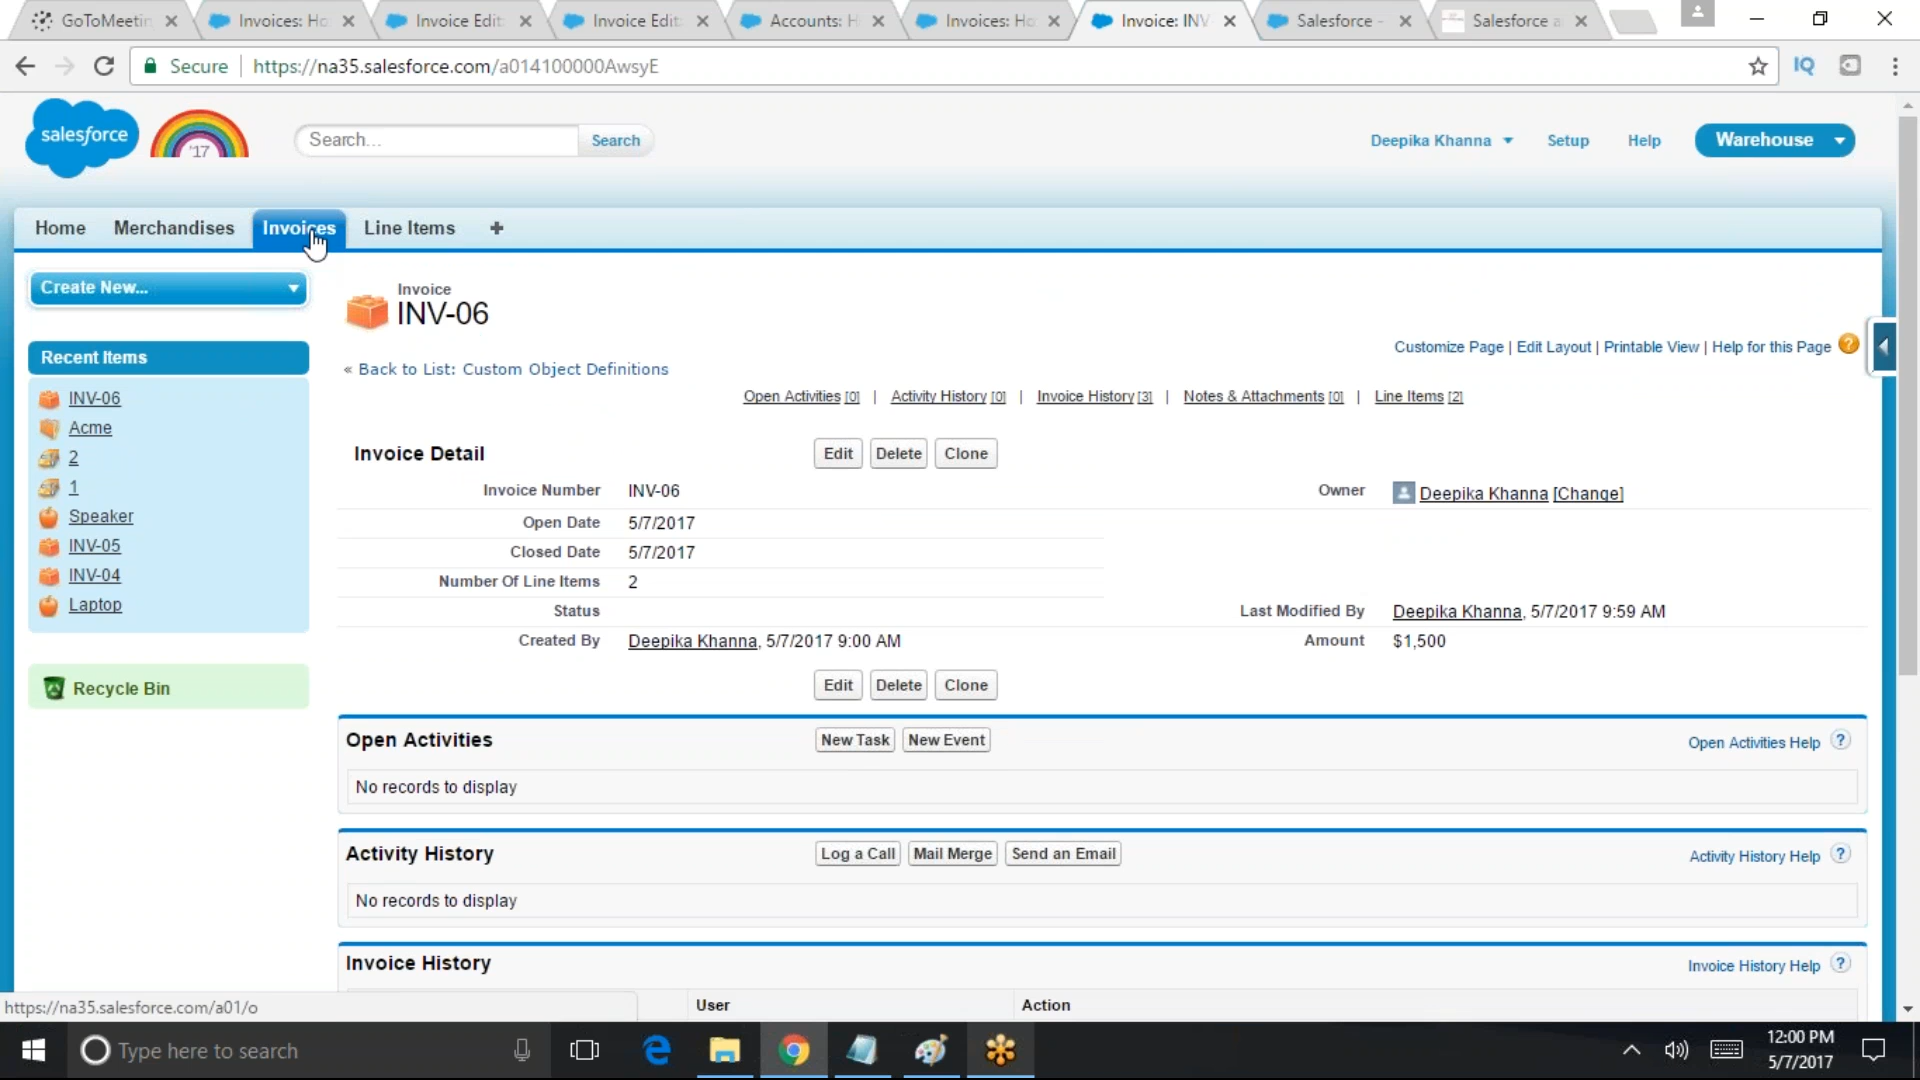 GoToMeetin
Invoices: Ho
Invoice Edit:
Invoice Edit:
Accounts: H
Invoices: Ho
Invoice: INV
Salesforce -
Salesforce a
Secure | https://na35.salesforce.com/a014100000AwsyE
IQ
salesforce
'17
Search...
Search
Deepika Khanna
Setup
Help
Warehouse
Home
Merchandises
Invoices
Line Items
+
Create New...
Recent Items
INV-06
Acme
2
1
Speaker
INV-05
INV-04
Laptop
Recycle Bin
Invoice
INV-06
Customize Page | Edit Layout | Printable View | Help for this Page ?
« Back to List: Custom Object Definitions
Open Activities [0] | Activity History [0] | Invoice History [3] | Notes & Attachments [0] | Line Items [2]
Invoice Detail
Edit
Delete
Clone
Invoice Number INV-06
Owner Deepika Khanna [Change]
Open Date 5/7/2017
Closed Date 5/7/2017
Number Of Line Items 2
Status
Last Modified By Deepika Khanna, 5/7/2017 9:59 AM
Created By Deepika Khanna, 5/7/2017 9:00 AM
Amount $1,500
Edit
Delete
Clone
Open Activities
New Task
New Event
Open Activities Help ?
No records to display
Activity History
Log a Call
Mail Merge
Send an Email
Activity History Help ?
No records to display
Invoice History
Invoice History Help ?
User
Action
https://na35.salesforce.com/a01/o
Type here to search
12:00 PM
5/7/2017